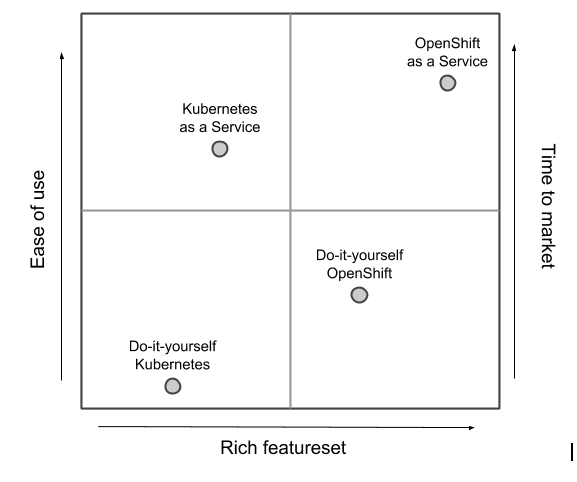 OpenShift
as a Service
Kubernetes
as a Service
Ease of use
Time to market
Do-it-yourself
OpenShift
Do-it-yourself
Kubernetes
Rich featureset